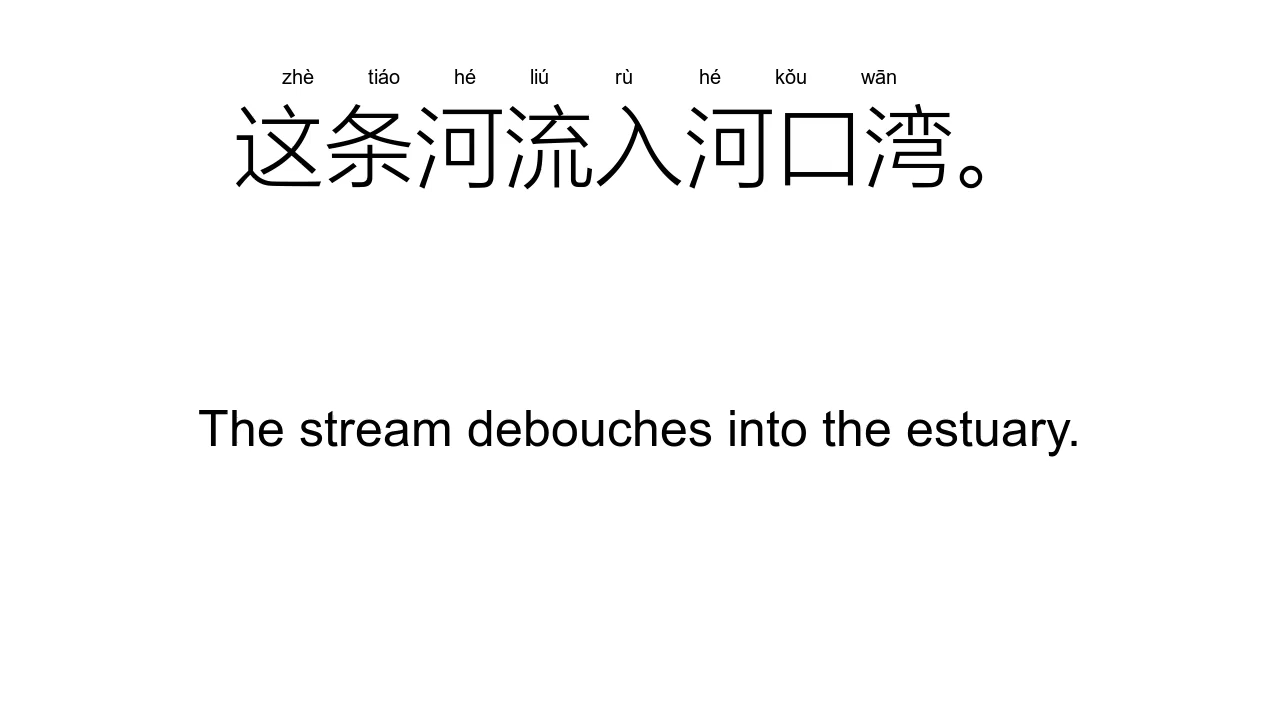 zhè tiáo hé liú rù hé kǒu wān
这条河流入河口湾。
The stream debouches into the estuary.